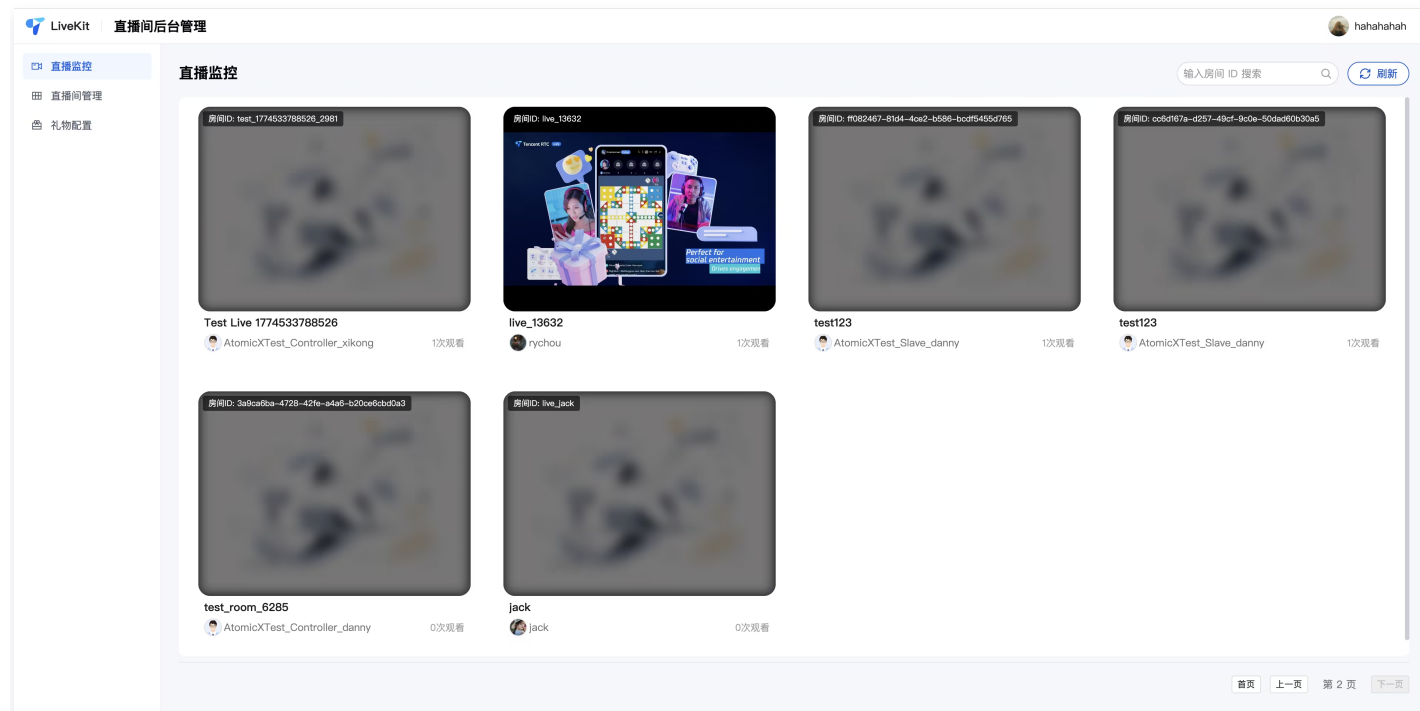 LiveKit 直播间后台管理 hahahahah
直播监控
直播间管理
礼物配置
直播监控 输入房间 ID 搜索 刷新
房间ID: test_1774533788526_2981
Test Live 1774533788526
AtomicXTest_Controller_xikong 1次观看
房间ID: live_13632
Tencent RTC
Perfect for
social entertainment
Drives engagement
live_13632
rychou 1次观看
房间ID: ff082467-81d4-4ce2-b586-bcdf5455d765
test123
AtomicXTest_Slave_danny 1次观看
房间ID: cc6d167a-d257-49cf-9c0e-50dad60b30a5
test123
AtomicXTest_Slave_danny 1次观看
房间ID: 3a9ca6ba-4728-42fe-a4a6-b20ce6cbd0a3
test_room_6285
AtomicXTest_Controller_danny 0次观看
房间ID: live_jack
jack
jack 0次观看
首页 上一页 第 2 页 下一页